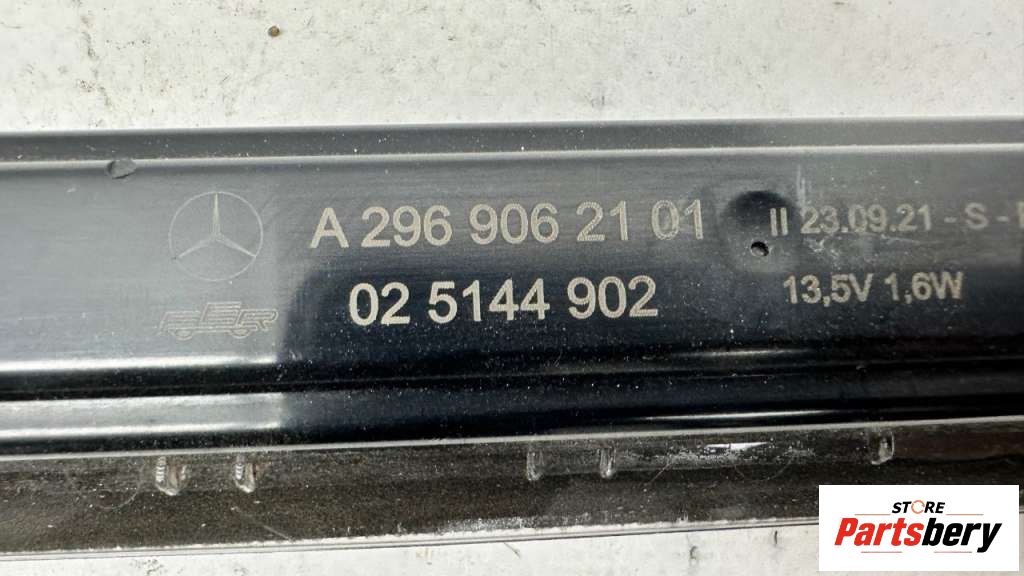 A 296 906 21 01
II 23.09.21 - S -
02 5144 902
13,5V 1,6W
STORE
Partsbery